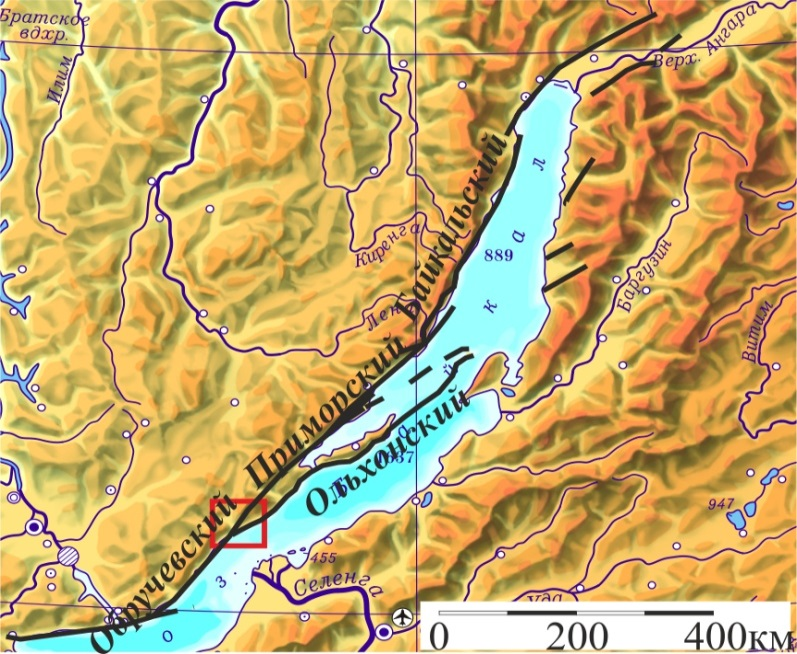 Братское
вдхр.
Илим
Верх. Ангара
Киренга
Лена
Байкальский
889
л
а
к
Баргузин
Витим
Приморский
Ольхонский
Обручевский
947
455
Селенга
Уда
З
О
0 200 400км